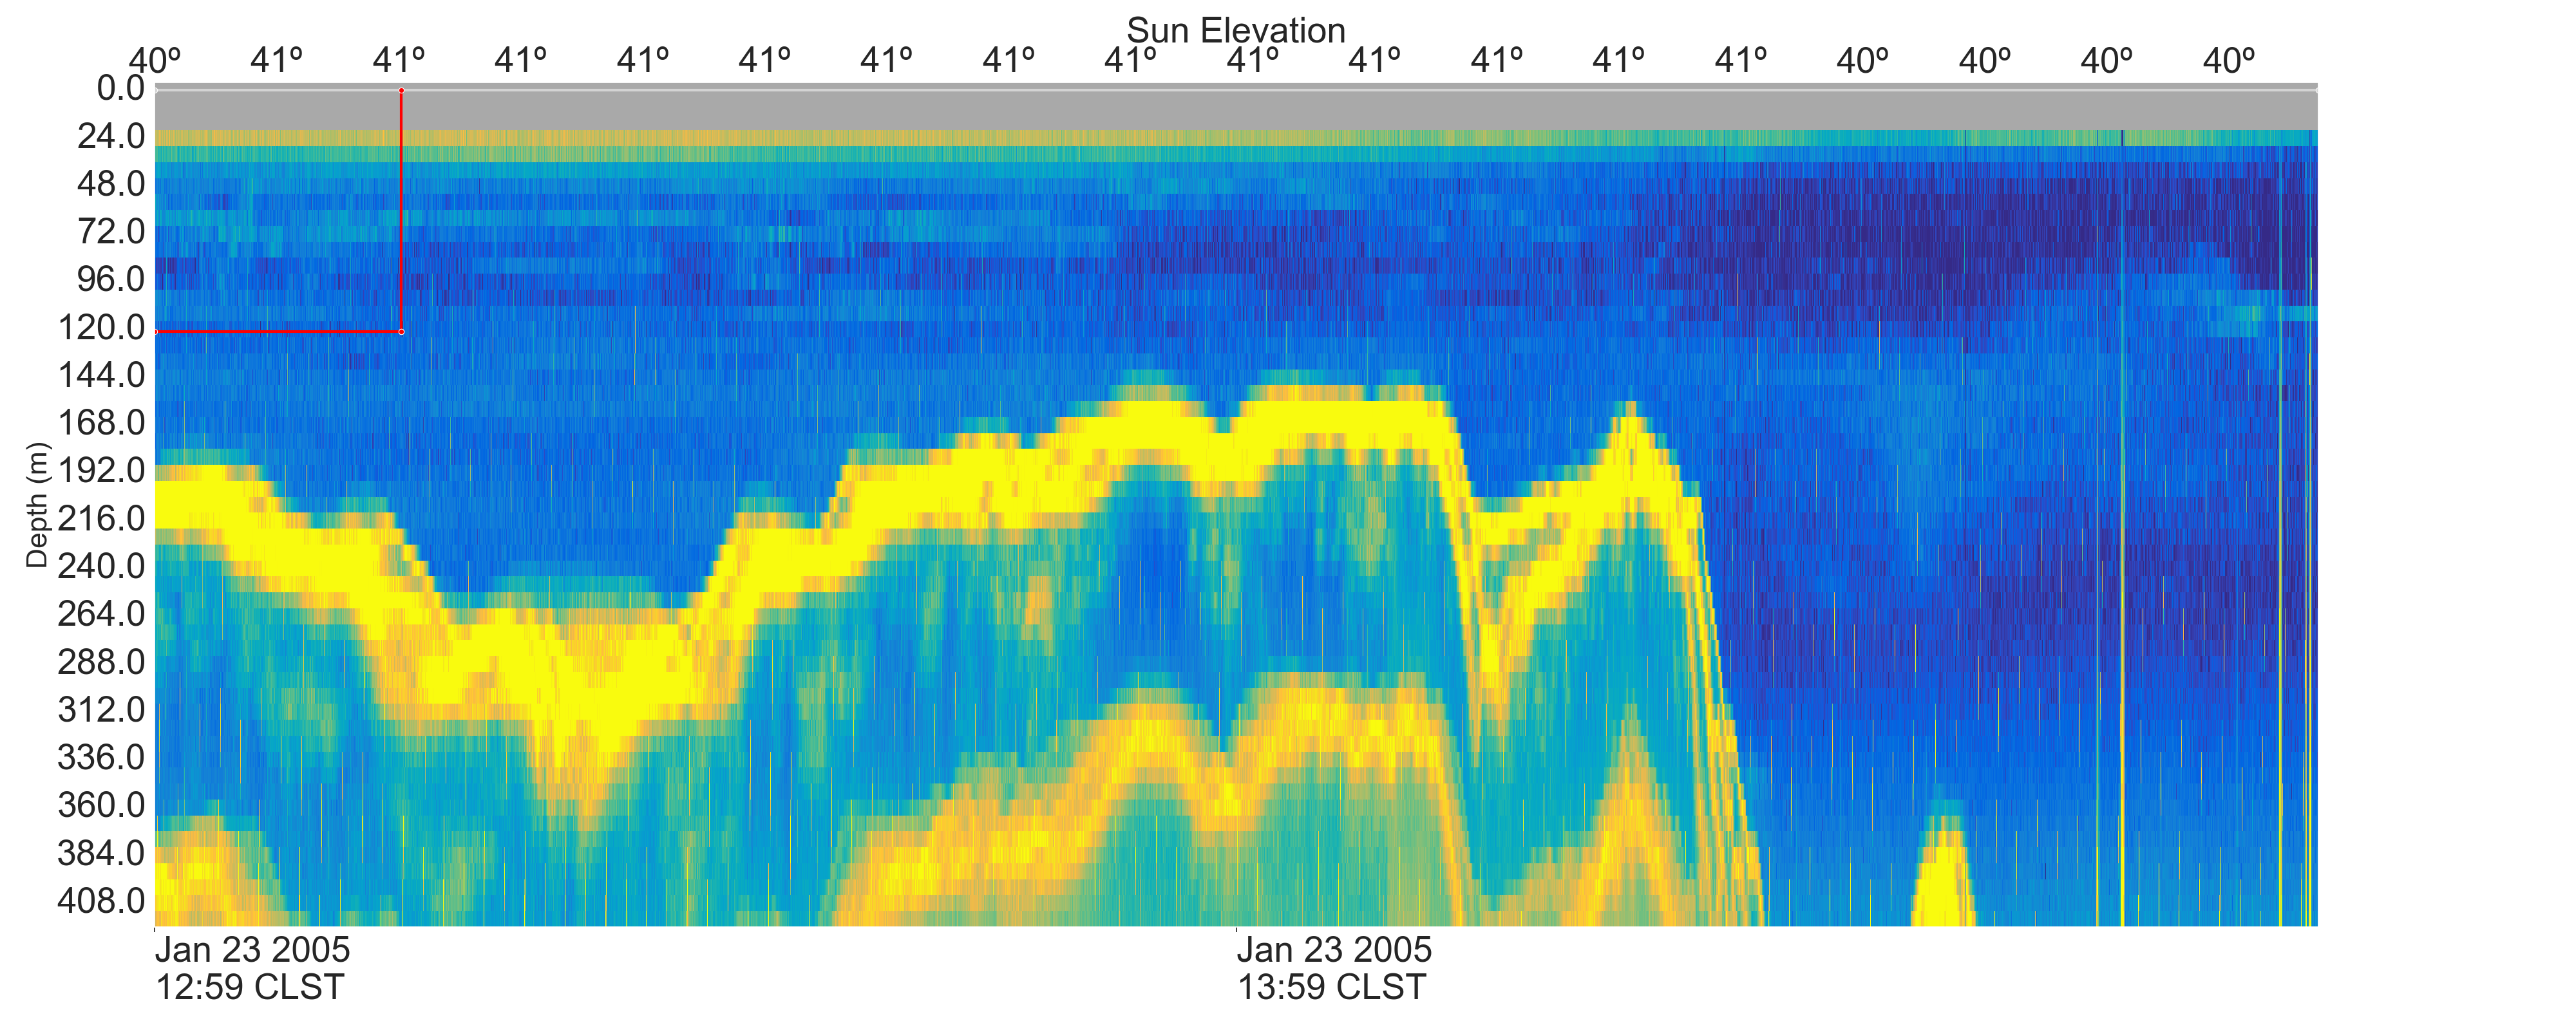 Sun Elevation
40º 41º 41º 41º 41º 41º 41º 41º 41º 41º 41º 41º 41º 41º 40º 40º 40º 40º
0.0
24.0
48.0
72.0
96.0
120.0
144.0
168.0
192.0
216.0
240.0
264.0
288.0
312.0
336.0
360.0
384.0
408.0
Depth (m)
Jan 23 2005
12:59 CLST
Jan 23 2005
13:59 CLST